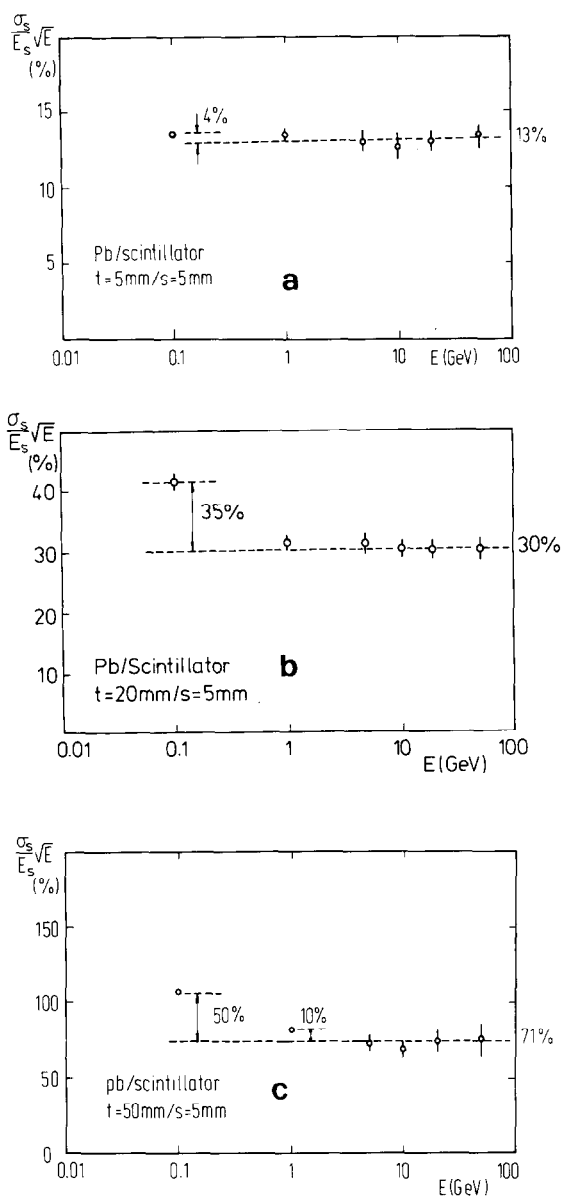 σs/Es √E
(%)
15
10
5
4%
13%
Pb/scintillator
t=5mm/s=5mm
a
0.01 0.1 1 10 E(GeV) 100
σs/Es √E
(%)
40
30
20
10
35%
30%
Pb/Scintillator
t=20mm/s=5mm
b
0.01 0.1 1 10 100
E(GeV)
σs/Es √E
(%)
150
100
50
0
50%
10%
71%
pb/scintillator
t=50mm/s=5mm
c
0.01 0.1 1 10 100
E(GeV)